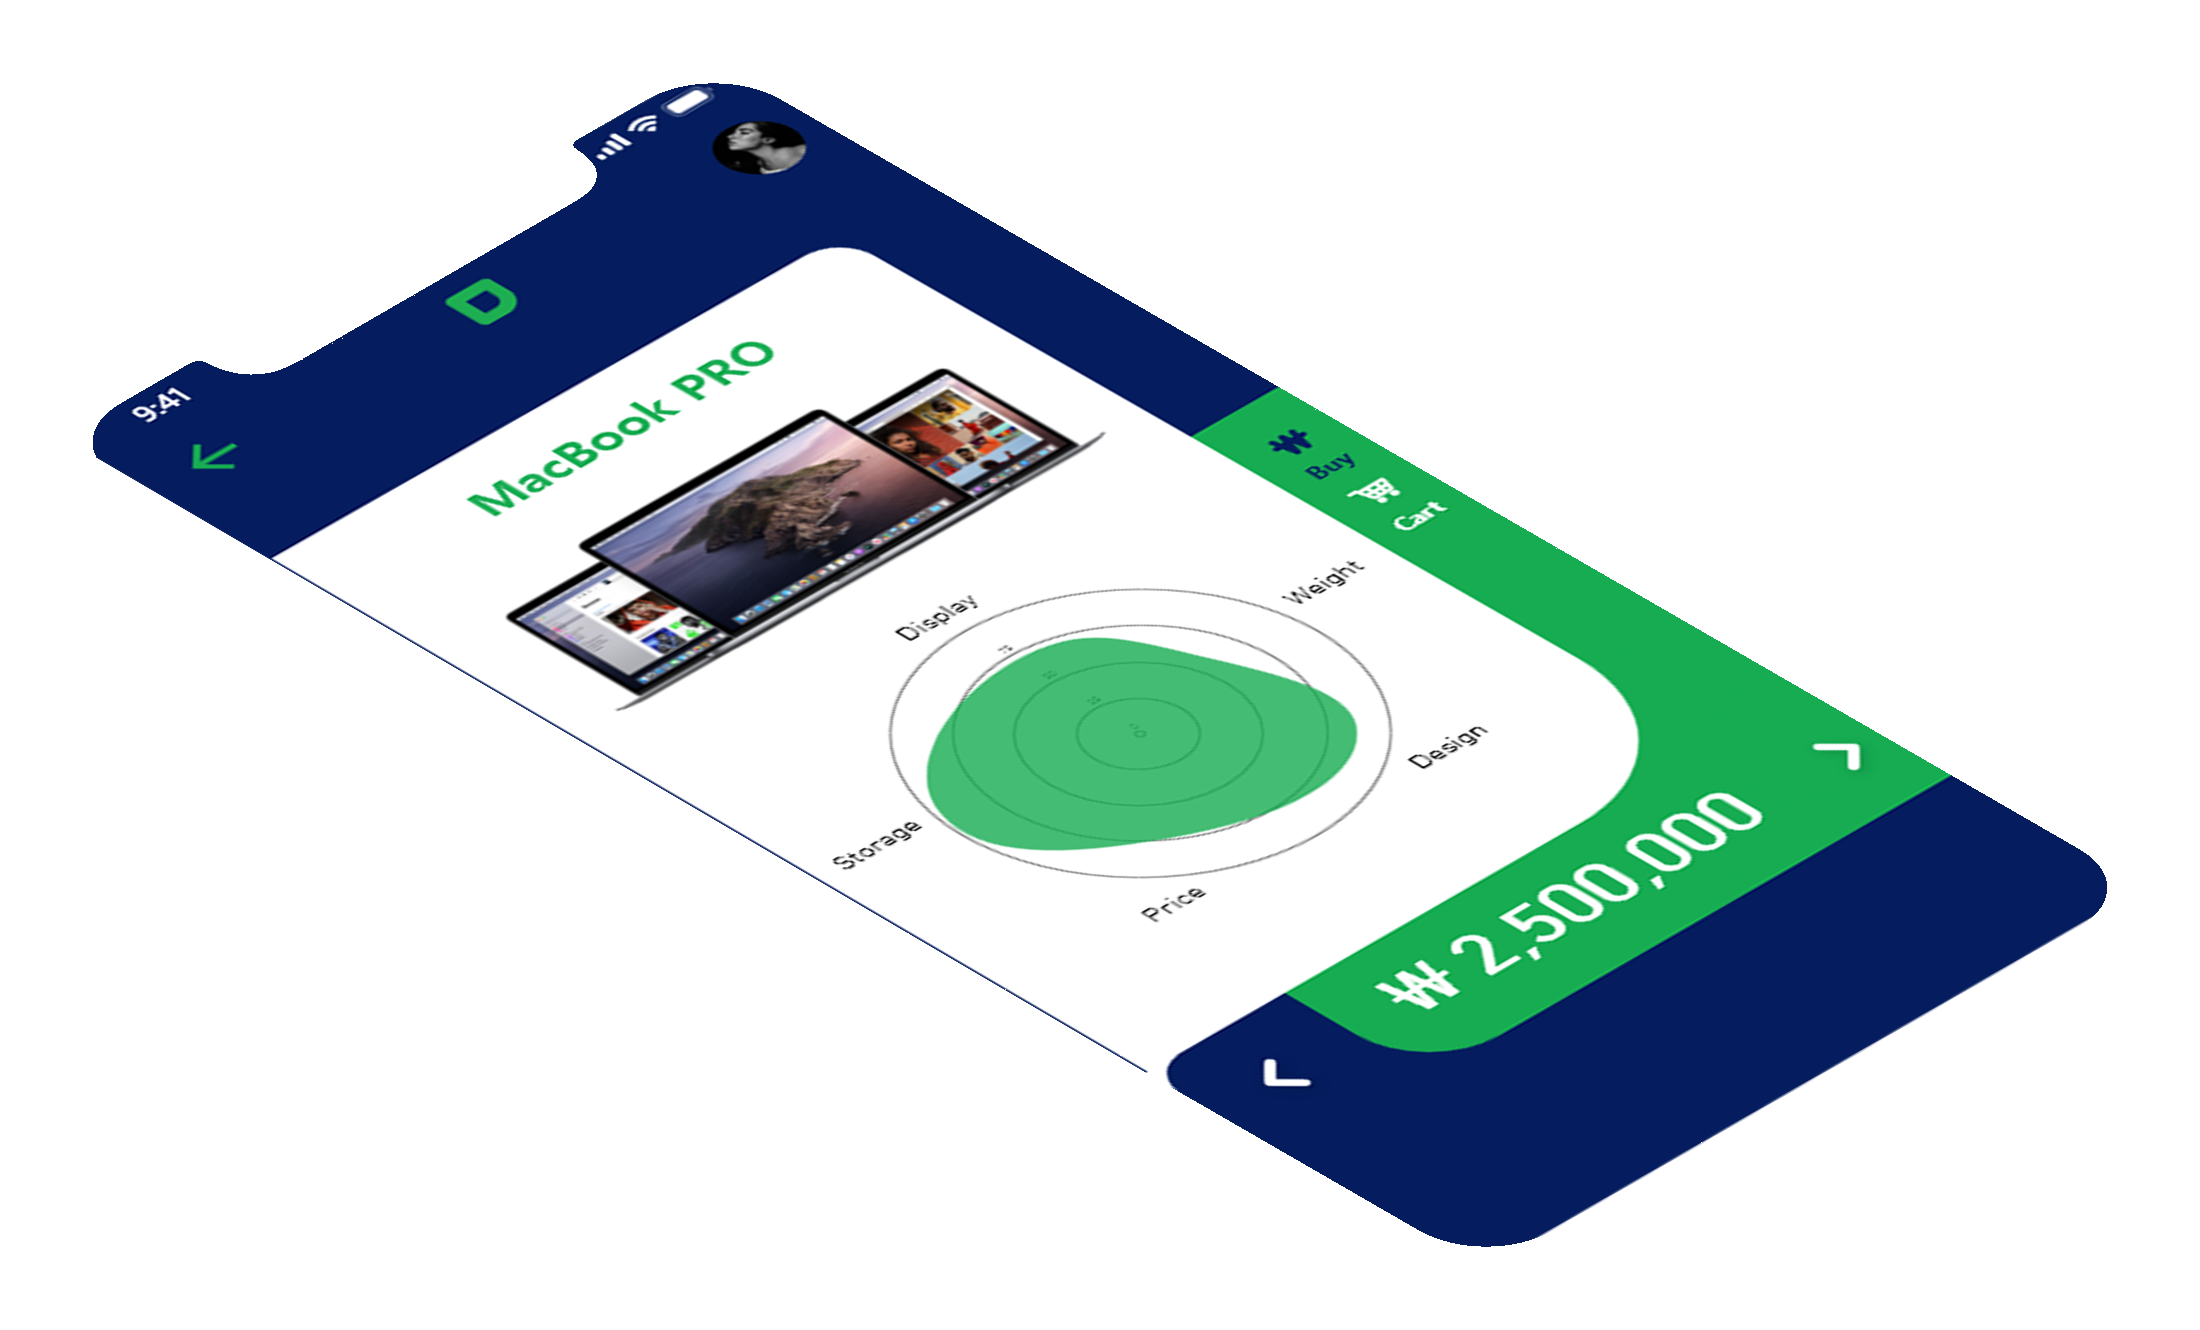 9:41
D
MacBook PRO
Buy
Cart
Display
Weight
Design
Storage
Price
₩ 2,500,000